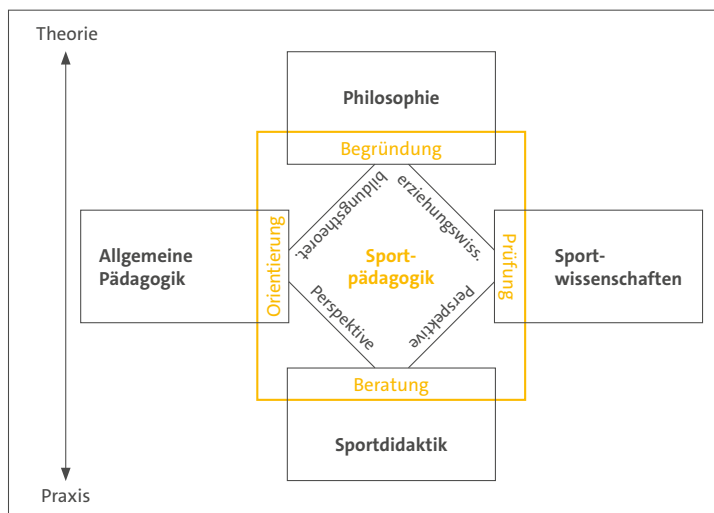 Theorie
Philosophie
Begründung
bildungstheoret.
erziehungswiss.
Allgemeine
Pädagogik
Orientierung
Sport-
pädagogik
Prüfung
Sport-
wissenschaften
Perspektive
Perspektive
Beratung
Sportdidaktik
Praxis